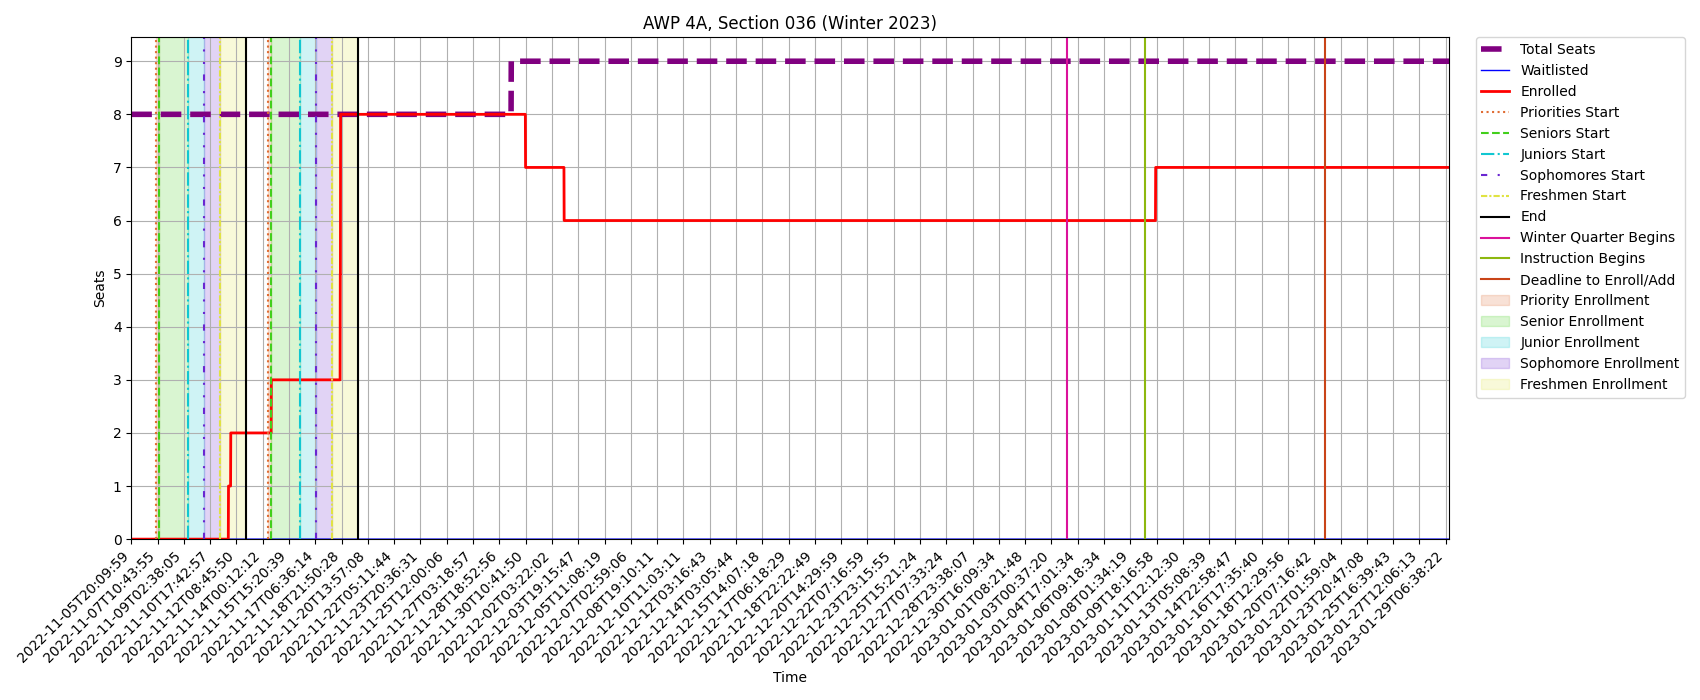 AWP 4A, Section 036 (Winter 2023)
Seats
9
8
7
6
5
4
3
2
1
0
2022-11-05T20:09:59
2022-11-07T10:43:55
2022-11-09T02:38:05
2022-11-10T17:42:57
2022-11-12T08:45:50
2022-11-14T00:12:12
2022-11-15T15:20:39
2022-11-17T06:36:14
2022-11-18T21:50:28
2022-11-20T13:57:08
2022-11-22T05:11:44
2022-11-23T20:36:31
2022-11-25T12:00:06
2022-11-27T03:18:57
2022-11-28T18:52:56
2022-11-30T10:41:50
2022-12-02T03:22:02
2022-12-03T19:15:47
2022-12-05T11:08:19
2022-12-07T02:59:06
2022-12-08T19:10:11
2022-12-10T11:03:11
2022-12-12T03:16:43
2022-12-14T03:05:44
2022-12-15T14:07:18
2022-12-17T06:18:29
2022-12-18T22:22:49
2022-12-20T14:29:59
2022-12-22T07:16:59
2022-12-23T23:15:55
2022-12-25T15:21:24
2022-12-27T07:33:24
2022-12-28T23:38:07
2022-12-30T16:09:34
2023-01-01T08:21:48
2023-01-03T00:37:20
2023-01-04T17:01:34
2023-01-06T09:18:34
2023-01-08T01:34:19
2023-01-09T18:16:58
2023-01-11T12:12:30
2023-01-13T05:08:39
2023-01-14T22:58:47
2023-01-16T17:35:40
2023-01-18T12:29:56
2023-01-20T07:16:42
2023-01-22T01:59:04
2023-01-23T20:47:08
2023-01-25T16:39:43
2023-01-27T12:06:13
2023-01-29T06:38:22
Time
Total Seats
Waitlisted
Enrolled
Priorities Start
Seniors Start
Juniors Start
Sophomores Start
Freshmen Start
End
Winter Quarter Begins
Instruction Begins
Deadline to Enroll/Add
Priority Enrollment
Senior Enrollment
Junior Enrollment
Sophomore Enrollment
Freshmen Enrollment